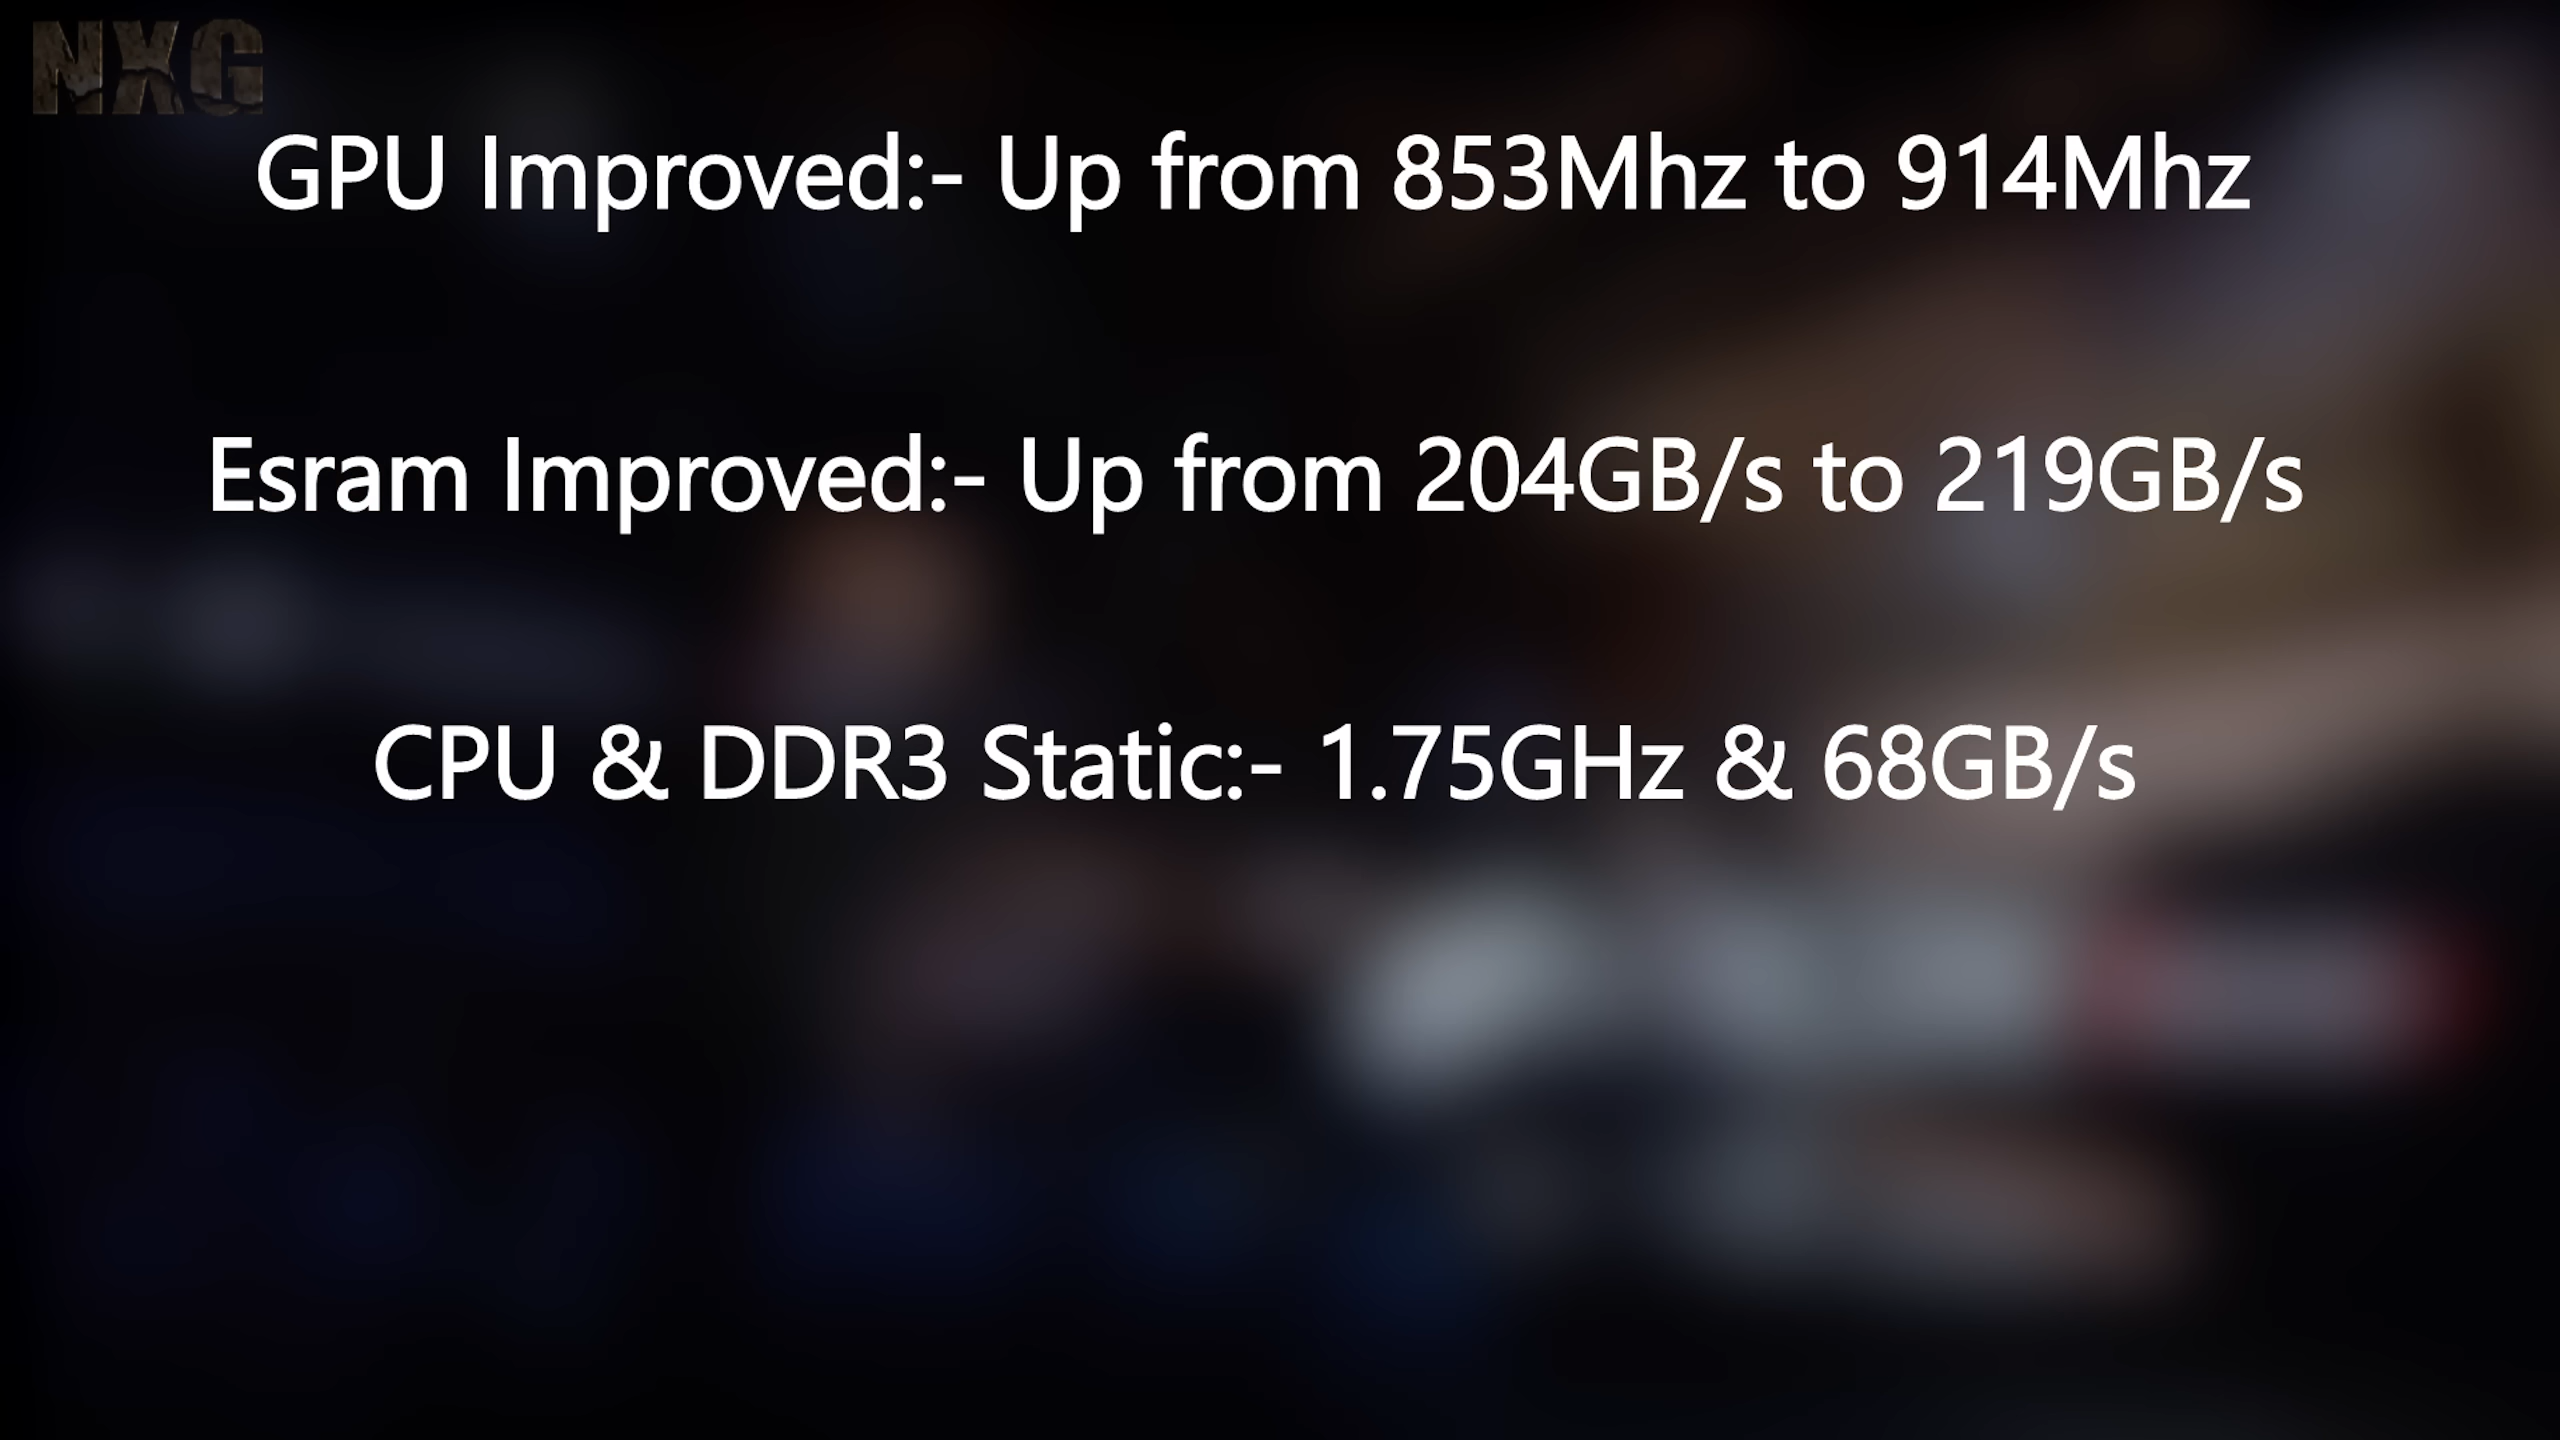 NXG
GPU Improved:- Up from 853Mhz to 914Mhz
Esram Improved:- Up from 204GB/s to 219GB/s
CPU & DDR3 Static:- 1.75GHz & 68GB/s